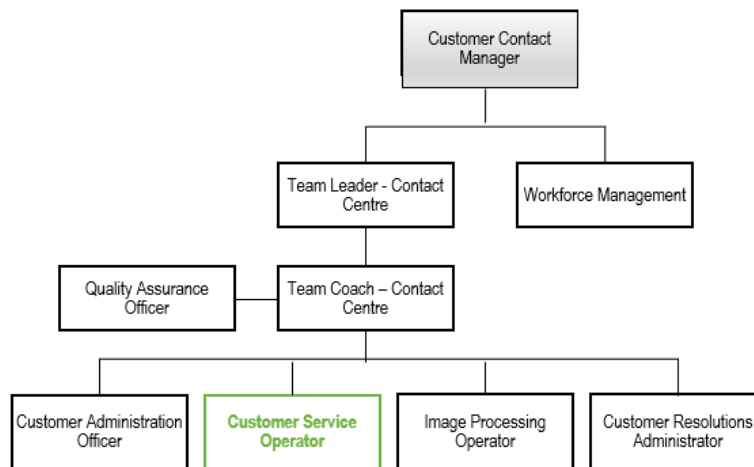 Customer Contact
Manager
Team Leader - Contact
Centre
Workforce Management
Quality Assurance
Officer
Team Coach – Contact
Centre
Customer Administration
Officer
Customer Service
Operator
Image Processing
Operator
Customer Resolutions
Administrator